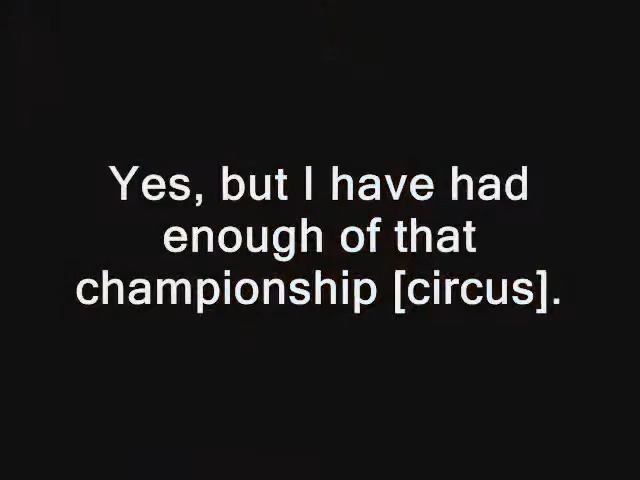 Yes, but I have had
enough of that
championship [circus].